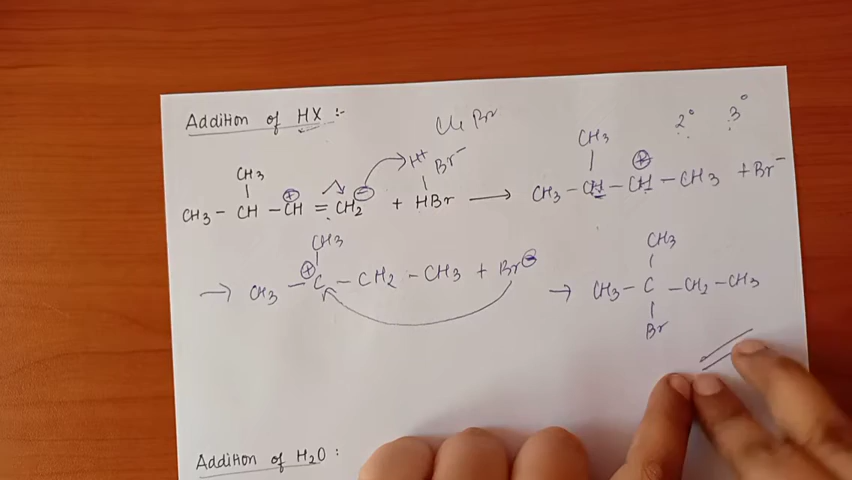 Addition of HX :-
Cl Br
2° 3°
CH3 H+ Br⁻ CH3
CH3 - CH - CH = CH2 + HBr → CH3 - CH - CH - CH3 + Br⁻
⊕ ⊖ ⊕
CH3 CH3
→ CH3 - C - CH2 - CH3 + Br⊖ → CH3 - C - CH2 - CH3
⊕ Br
Addition of H2O :